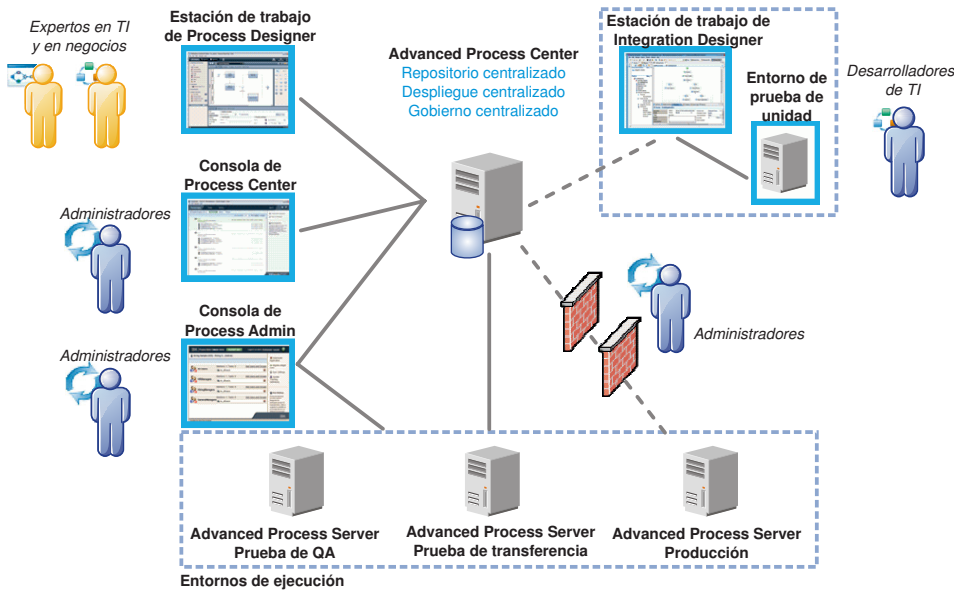 Expertos en TI
y en negocios
Estación de trabajo
de Process Designer
Advanced Process Center
Repositorio centralizado
Despliegue centralizado
Gobierno centralizado
Estación de trabajo de
Integration Designer
Entorno de
prueba de
unidad
Desarrolladores
de TI
Consola de
Process Center
Administradores
Consola de
Process Admin
Administradores
Administradores
Advanced Process Server
Prueba de QA
Advanced Process Server
Prueba de transferencia
Advanced Process Server
Producción
Entornos de ejecución